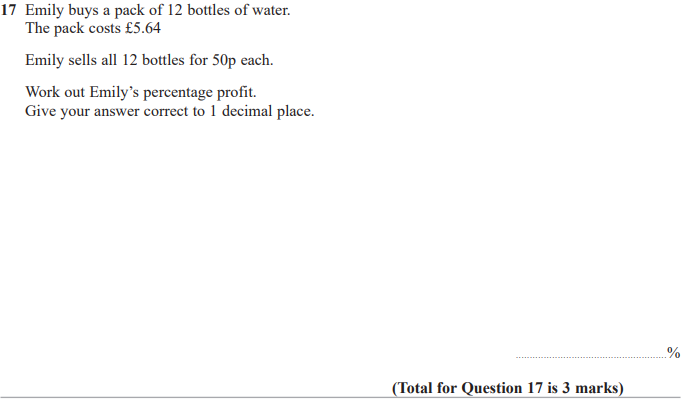 17 Emily buys a pack of 12 bottles of water.
The pack costs £5.64
Emily sells all 12 bottles for 50p each.
Work out Emily’s percentage profit.
Give your answer correct to 1 decimal place.
......................................................%
(Total for Question 17 is 3 marks)